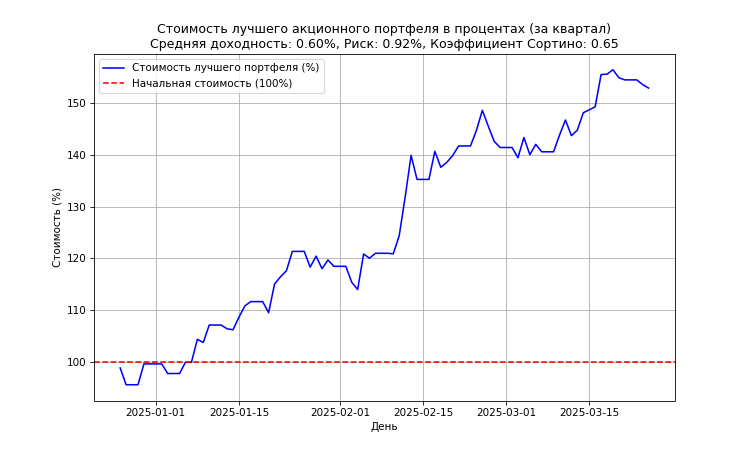 Стоимость лучшего акционного портфеля в процентах (за квартал)
Средняя доходность: 0.60%, Риск: 0.92%, Коэффициент Сортино: 0.65
Стоимость лучшего портфеля (%)
Начальная стоимость (100%)
Стоимость (%)
150
140
130
120
110
100
2025-01-01
2025-01-15
2025-02-01
2025-02-15
2025-03-01
2025-03-15
День